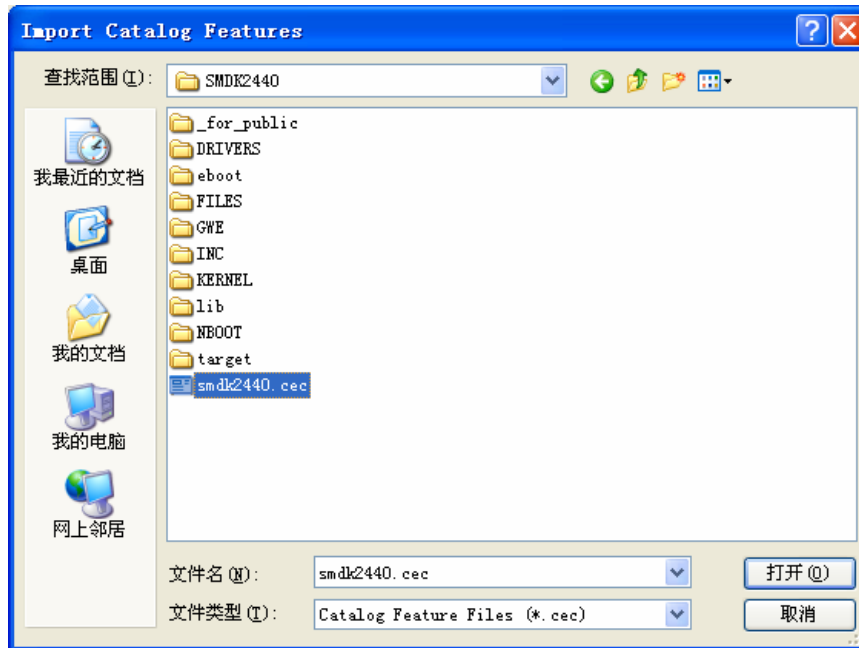 Import Catalog Features
查找范围(I):
SMDK2440
我最近的文档
桌面
我的文档
我的电脑
网上邻居
_for_public
DRIVERS
eboot
FILES
GWE
INC
KERNEL
lib
NBOOT
target
smdk2440.cec
文件名(N):
smdk2440.cec
打开(O)
文件类型(T):
Catalog Feature Files (*.cec)
取消